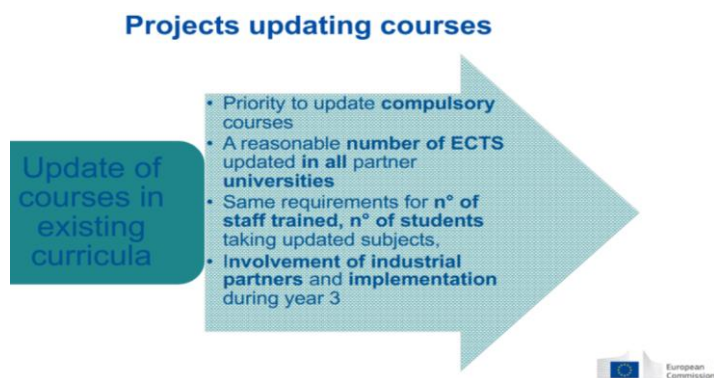 Projects updating courses
Update of
courses in
existing
curricula
• Priority to update compulsory
courses
• A reasonable number of ECTS
updated in all partner
universities
• Same requirements for n° of
staff trained, n° of students
taking updated subjects,
• Involvement of industrial
partners and implementation
during year 3
European
Commission